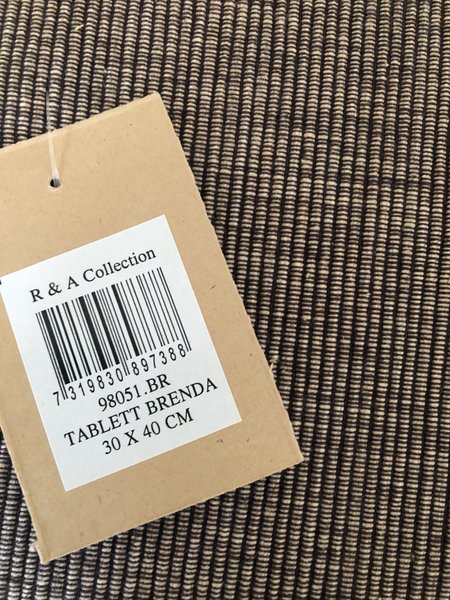 R & A Collection
7 319830 897388
98051.BR
TABLETT BRENDA
30 X 40 CM